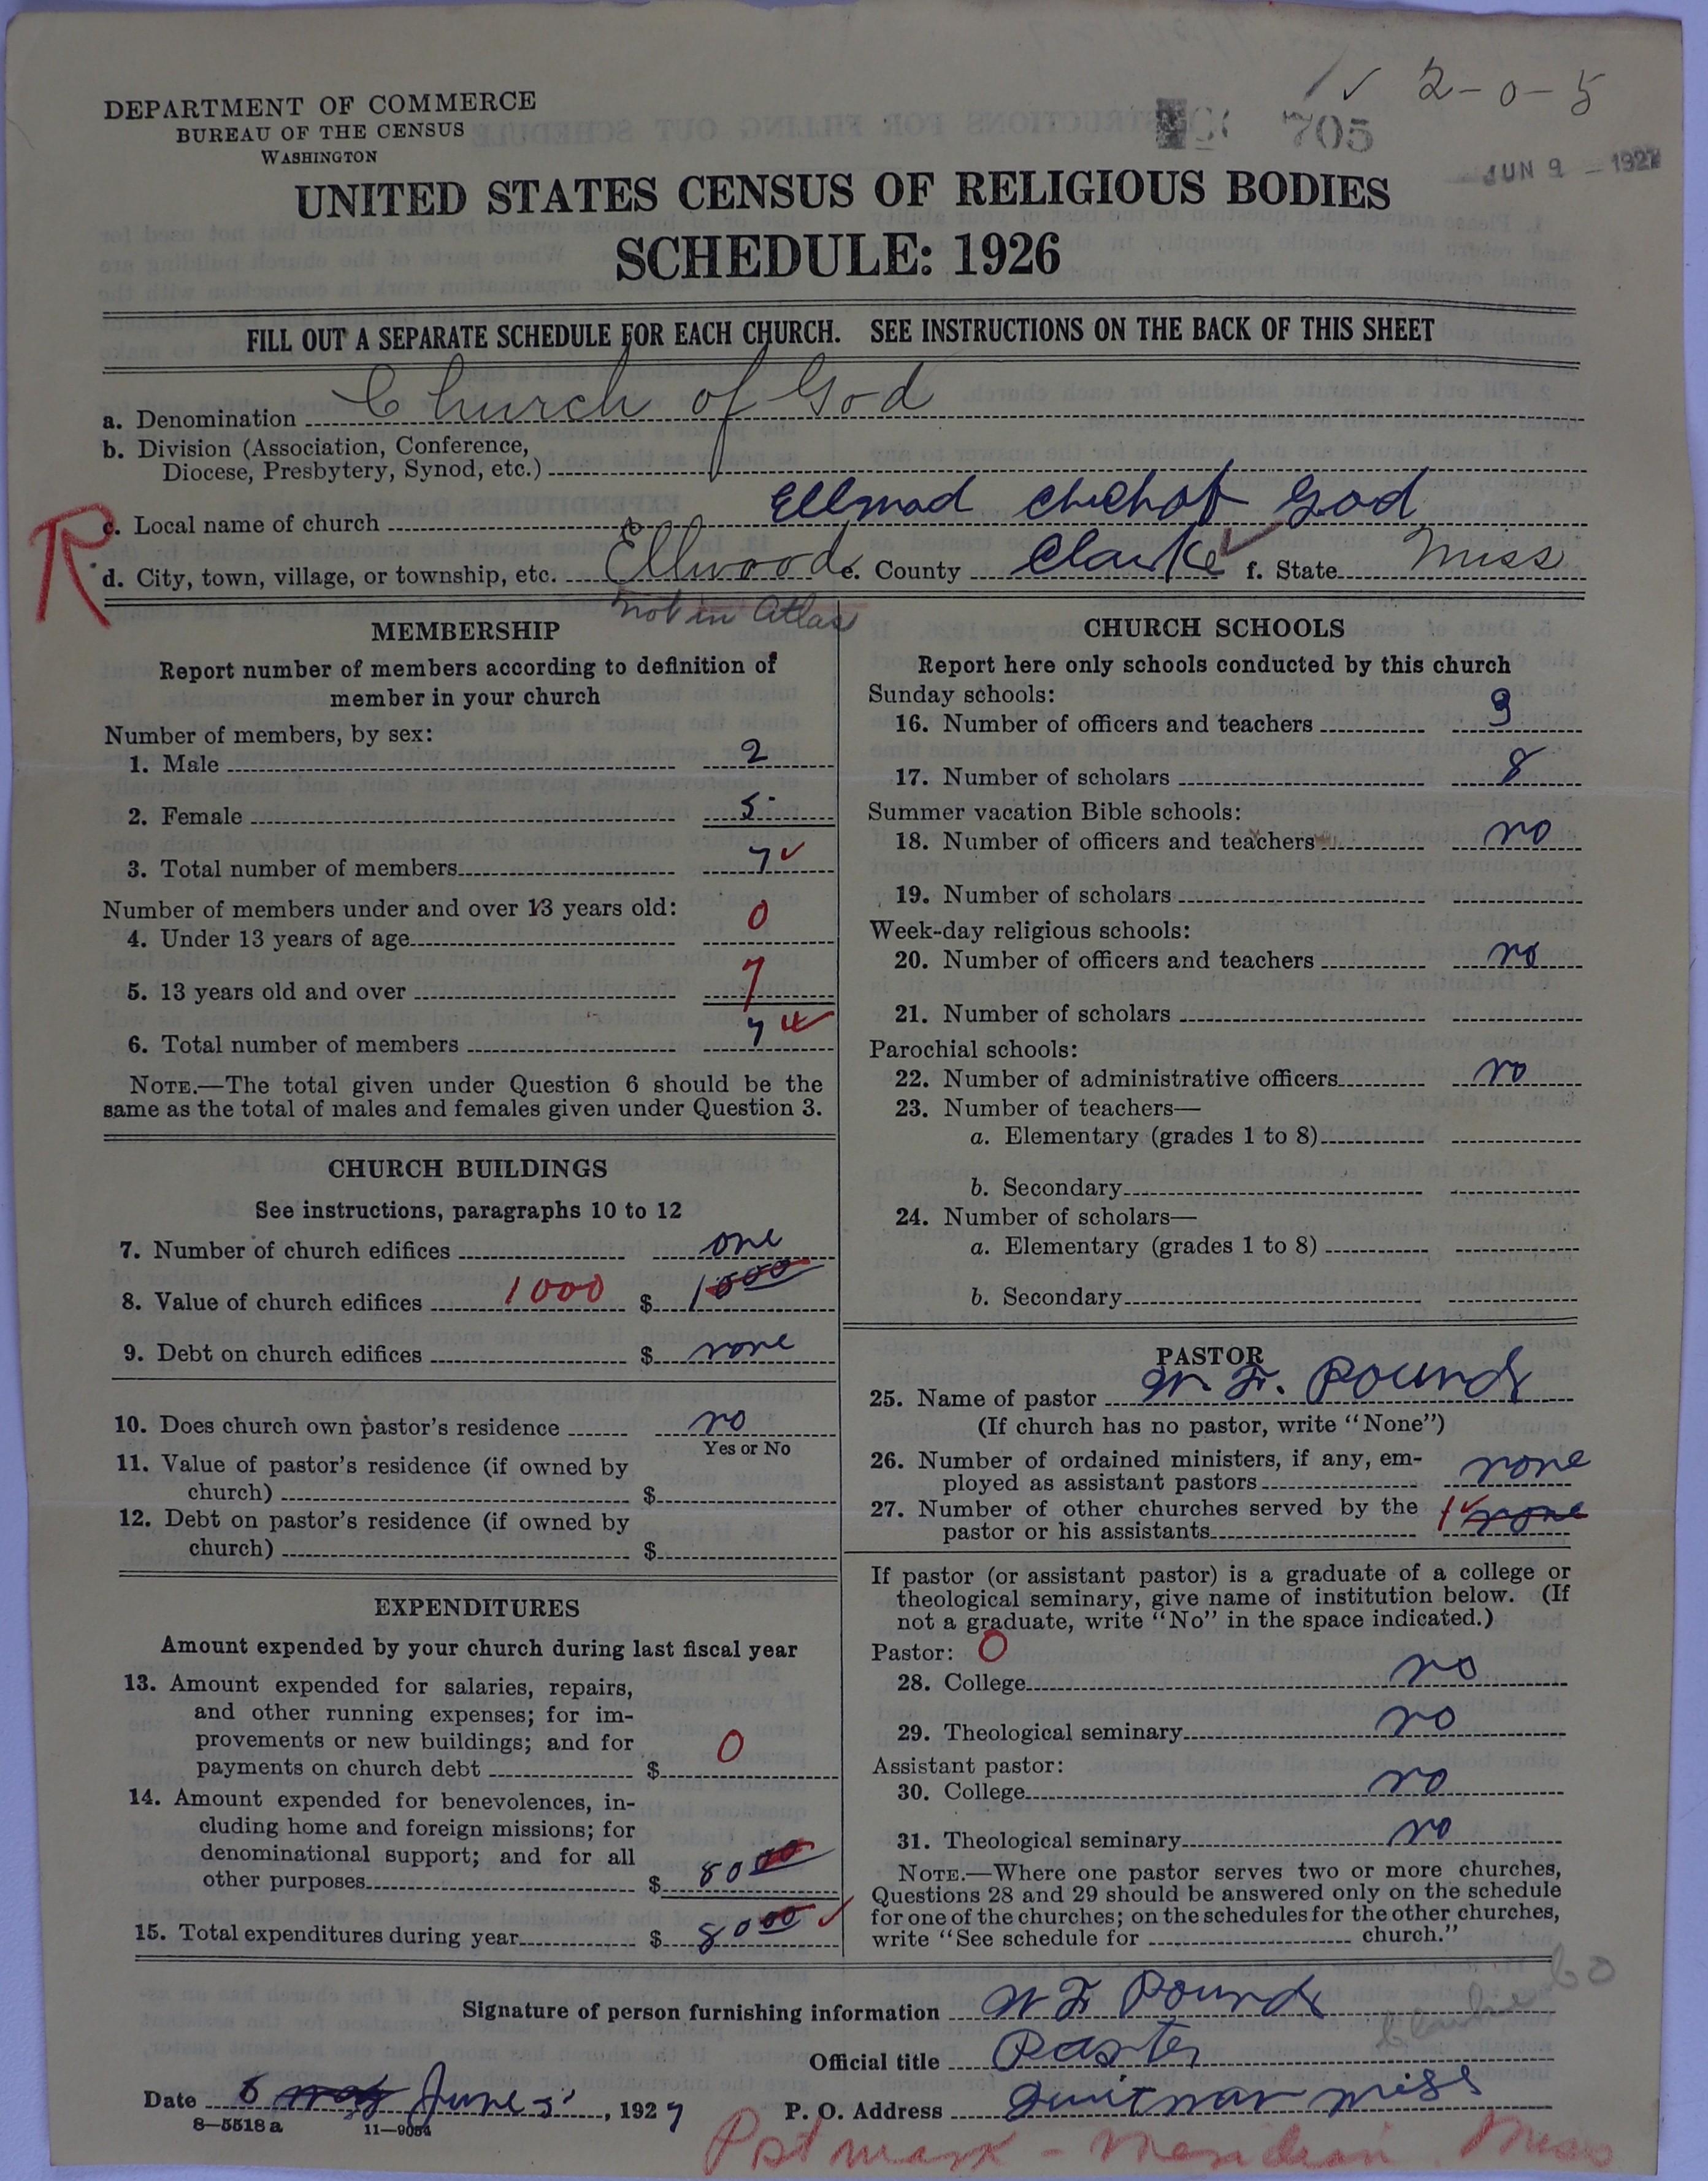 ✓ 2-0-5
705
JUN 9 - 1927
DEPARTMENT OF COMMERCE
BUREAU OF THE CENSUS
WASHINGTON
UNITED STATES CENSUS OF RELIGIOUS BODIES
SCHEDULE: 1926
FILL OUT A SEPARATE SCHEDULE FOR EACH CHURCH. SEE INSTRUCTIONS ON THE BACK OF THIS SHEET
a. Denomination Church of God
b. Division (Association, Conference,
Diocese, Presbytery, Synod, etc.)
R
c. Local name of church Ellwod Chchof God
d. City, town, village, or township, etc. Ellwood e. County Clarke ✓ f. State Miss
not in Atlas
MEMBERSHIP
Report number of members according to definition of
member in your church
Number of members, by sex:
1. Male 2
2. Female 5
3. Total number of members 7 ✓
Number of members under and over 13 years old:
4. Under 13 years of age 0
5. 13 years old and over 7
6. Total number of members 7 ✓
NOTE.—The total given under Question 6 should be the
same as the total of males and females given under Question 3.
CHURCH BUILDINGS
See instructions, paragraphs 10 to 12
7. Number of church edifices one
8. Value of church edifices 1000 $ 1000
9. Debt on church edifices $ none
10. Does church own pastor's residence no
Yes or No
11. Value of pastor's residence (if owned by
church) $
12. Debt on pastor's residence (if owned by
church) $
EXPENDITURES
Amount expended by your church during last fiscal year
13. Amount expended for salaries, repairs,
and other running expenses; for im-
provements or new buildings; and for
payments on church debt $ 0
14. Amount expended for benevolences, in-
cluding home and foreign missions; for
denominational support; and for all
other purposes $ 80 00
15. Total expenditures during year $ 80 00 ✓
CHURCH SCHOOLS
Report here only schools conducted by this church
Sunday schools:
16. Number of officers and teachers 3
17. Number of scholars 8
Summer vacation Bible schools:
18. Number of officers and teachers no
19. Number of scholars
Week-day religious schools:
20. Number of officers and teachers no
21. Number of scholars
Parochial schools:
22. Number of administrative officers no
23. Number of teachers—
a. Elementary (grades 1 to 8)
b. Secondary
24. Number of scholars—
a. Elementary (grades 1 to 8)
b. Secondary
PASTOR
25. Name of pastor W. F. Pounds
(If church has no pastor, write "None")
26. Number of ordained ministers, if any, em-
ployed as assistant pastors none
27. Number of other churches served by the
pastor or his assistants 1 ✓ none
If pastor (or assistant pastor) is a graduate of a college or
theological seminary, give name of institution below. (If
not a graduate, write "No" in the space indicated.)
Pastor: 0
28. College no
29. Theological seminary no
Assistant pastor:
30. College no
31. Theological seminary no
NOTE.—Where one pastor serves two or more churches,
Questions 28 and 29 should be answered only on the schedule
for one of the churches; on the schedules for the other churches,
write "See schedule for church."
Signature of person furnishing information W F Pounds
Clarke Co
Official title Paster
Date 6 may June 5, 1927 P. O. Address Quitman Miss
8—5518 a 11—9054
Postmark - Meridian Miss